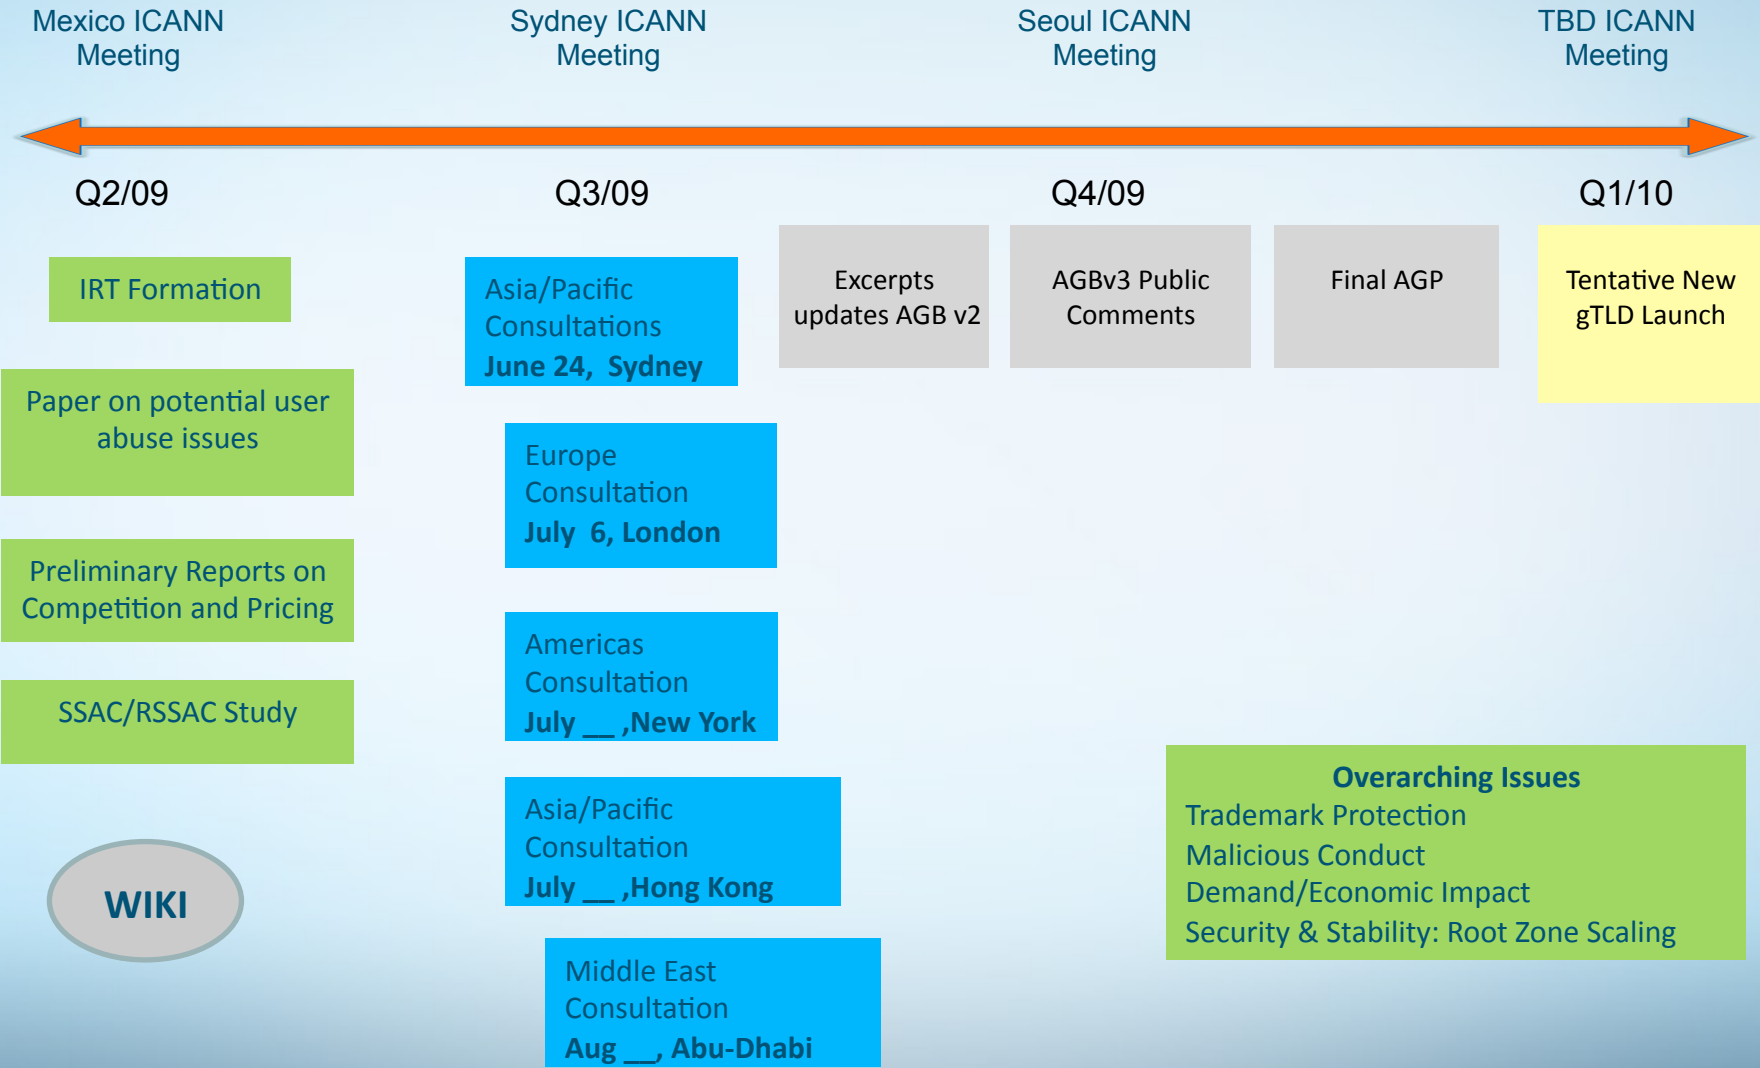 Mexico ICANN
Meeting
Sydney ICANN
Meeting
Seoul ICANN
Meeting
TBD ICANN
Meeting
Q2/09
Q3/09
Q4/09
Q1/10
IRT Formation
Paper on potential user
abuse issues
Preliminary Reports on
Competition and Pricing
SSAC/RSSAC Study
WIKI
Asia/Pacific
Consultations
June 24,  Sydney
Europe
Consultation
July  6, London
Americas
Consultation
July __ ,New York
Asia/Pacific
Consultation
July __ ,Hong Kong
Middle East
Consultation
Aug __, Abu-Dhabi
Excerpts
updates AGB v2
AGBv3 Public
Comments
Final AGP
Tentative New
gTLD Launch
Overarching Issues
Trademark Protection
Malicious Conduct
Demand/Economic Impact
Security & Stability: Root Zone Scaling